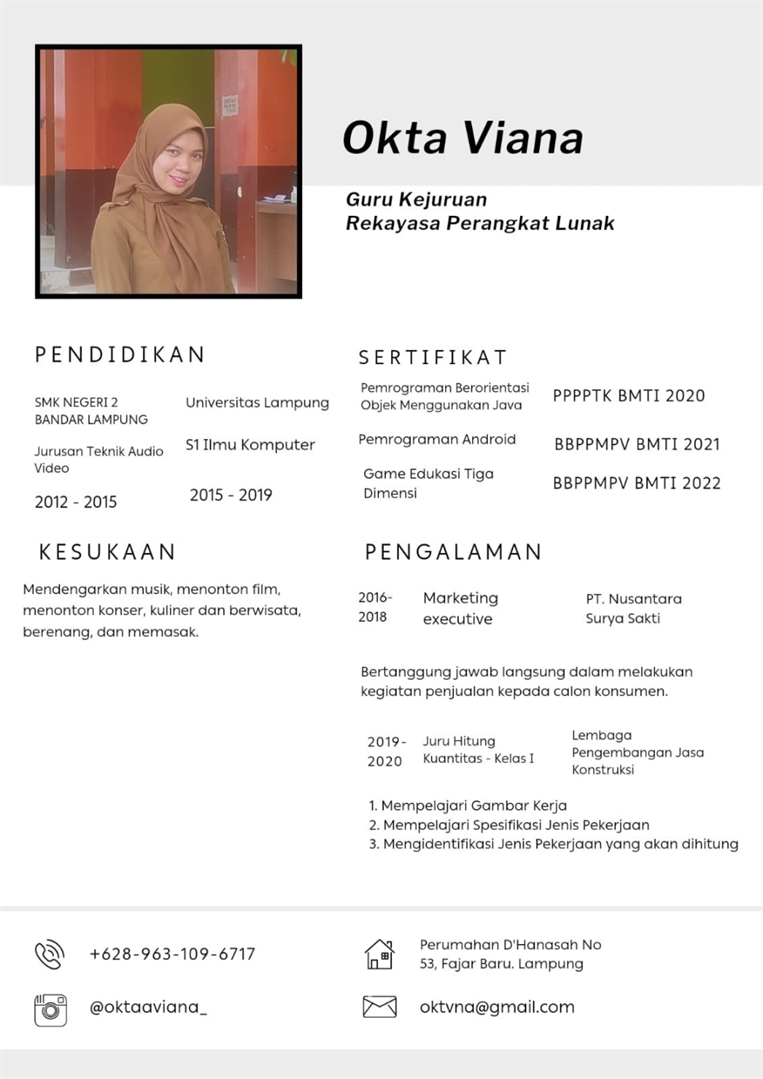 Okta Viana
Guru Kejuruan
Rekayasa Perangkat Lunak
PENDIDIKAN
SMK NEGERI 2
BANDAR LAMPUNG
Jurusan Teknik Audio
Video
2012 - 2015
Universitas Lampung
S1 Ilmu Komputer
2015 - 2019
SERTIFIKAT
Pemrograman Berorientasi
Objek Menggunakan Java
PPPPTK BMTI 2020
Pemrograman Android
BBPPMPV BMTI 2021
Game Edukasi Tiga
Dimensi
BBPPMPV BMTI 2022
KESUKAAN
Mendengarkan musik, menonton film,
menonton konser, kuliner dan berwisata,
berenang, dan memasak.
PENGALAMAN
2016-
2018
Marketing
executive
PT. Nusantara
Surya Sakti
Bertanggung jawab langsung dalam melakukan
kegiatan penjualan kepada calon konsumen.
2019-
2020
Juru Hitung
Kuantitas - Kelas I
Lembaga
Pengembangan Jasa
Konstruksi
1. Mempelajari Gambar Kerja
2. Mempelajari Spesifikasi Jenis Pekerjaan
3. Mengidentifikasi Jenis Pekerjaan yang akan dihitung
+628-963-109-6717
@oktaaviana_
Perumahan D'Hanasah No
53, Fajar Baru. Lampung
oktvna@gmail.com